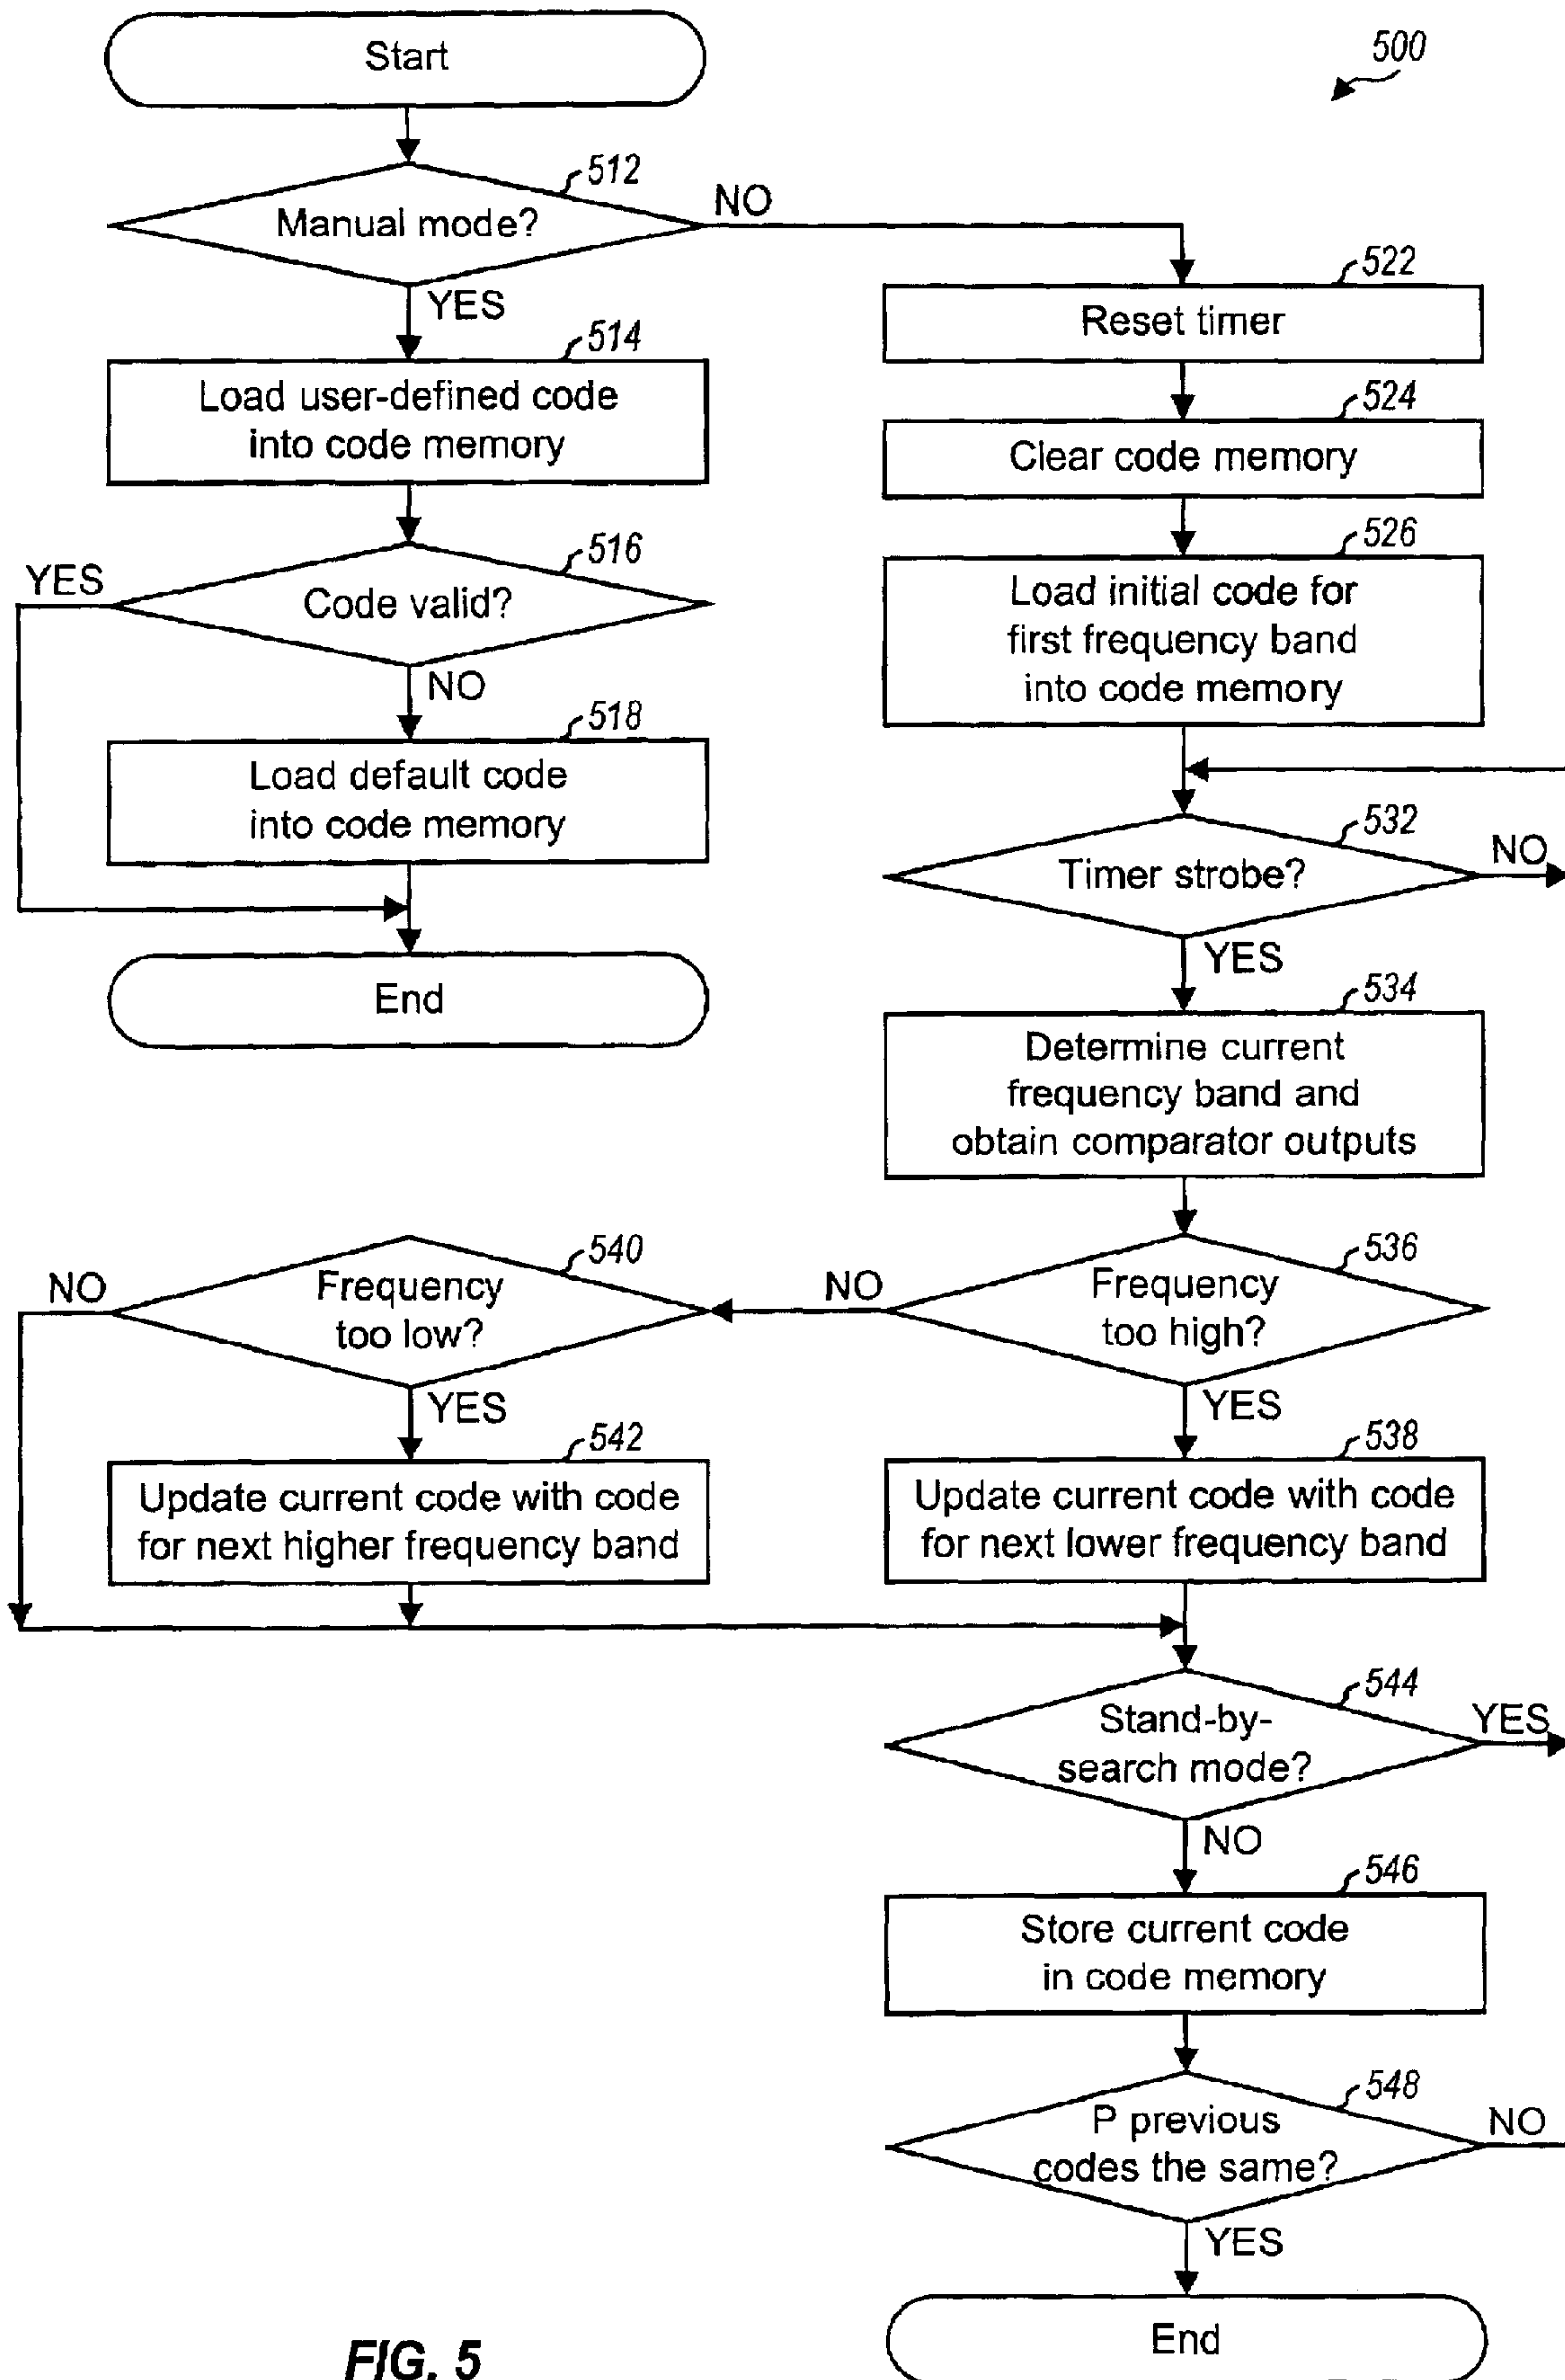 Start
500
512
Manual mode?
NO
YES
514
Load user-defined code
into code memory
516
YES
Code valid?
NO
518
Load default code
into code memory
End
522
Reset timer
524
Clear code memory
526
Load initial code for
first frequency band
into code memory
532
Timer strobe?
NO
YES
534
Determine current
frequency band and
obtain comparator outputs
536
Frequency
too high?
NO
YES
538
Update current code with code
for next lower frequency band
540
Frequency
too low?
NO
YES
542
Update current code with code
for next higher frequency band
544
Stand-by-
search mode?
YES
NO
546
Store current code
in code memory
548
P previous
codes the same?
NO
YES
End
FIG. 5